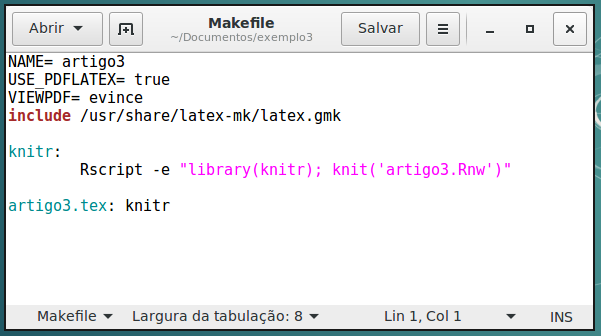 Abrir
Makefile
~/Documentos/exemplo3
Salvar
NAME= artigo3
USE_PDFLATEX= true
VIEWPDF= evince
include /usr/share/latex-mk/latex.gmk
knitr:
Rscript -e "library(knitr); knit('artigo3.Rnw')"
artigo3.tex: knitr
Makefile Largura da tabulação: 8 Lin 1, Col 1 INS